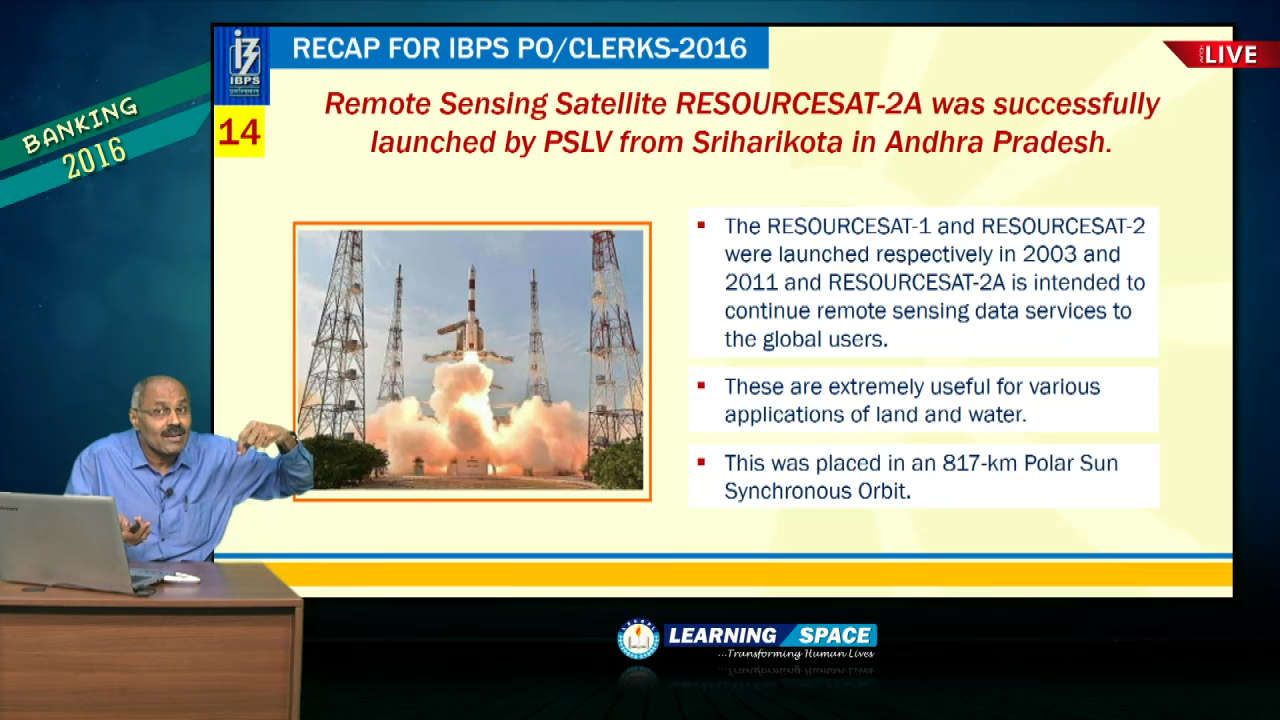 RECAP FOR IBPS PO/CLERKS-2016
IBPS
LIVE
BANKING
2016
14
Remote Sensing Satellite RESOURCESAT-2A was successfully
launched by PSLV from Sriharikota in Andhra Pradesh.
The RESOURCESAT-1 and RESOURCESAT-2
were launched respectively in 2003 and
2011 and RESOURCESAT-2A is intended to
continue remote sensing data services to
the global users.
These are extremely useful for various
applications of land and water.
This was placed in an 817-km Polar Sun
Synchronous Orbit.
LEARNING SPACE
...Transforming Human Lives